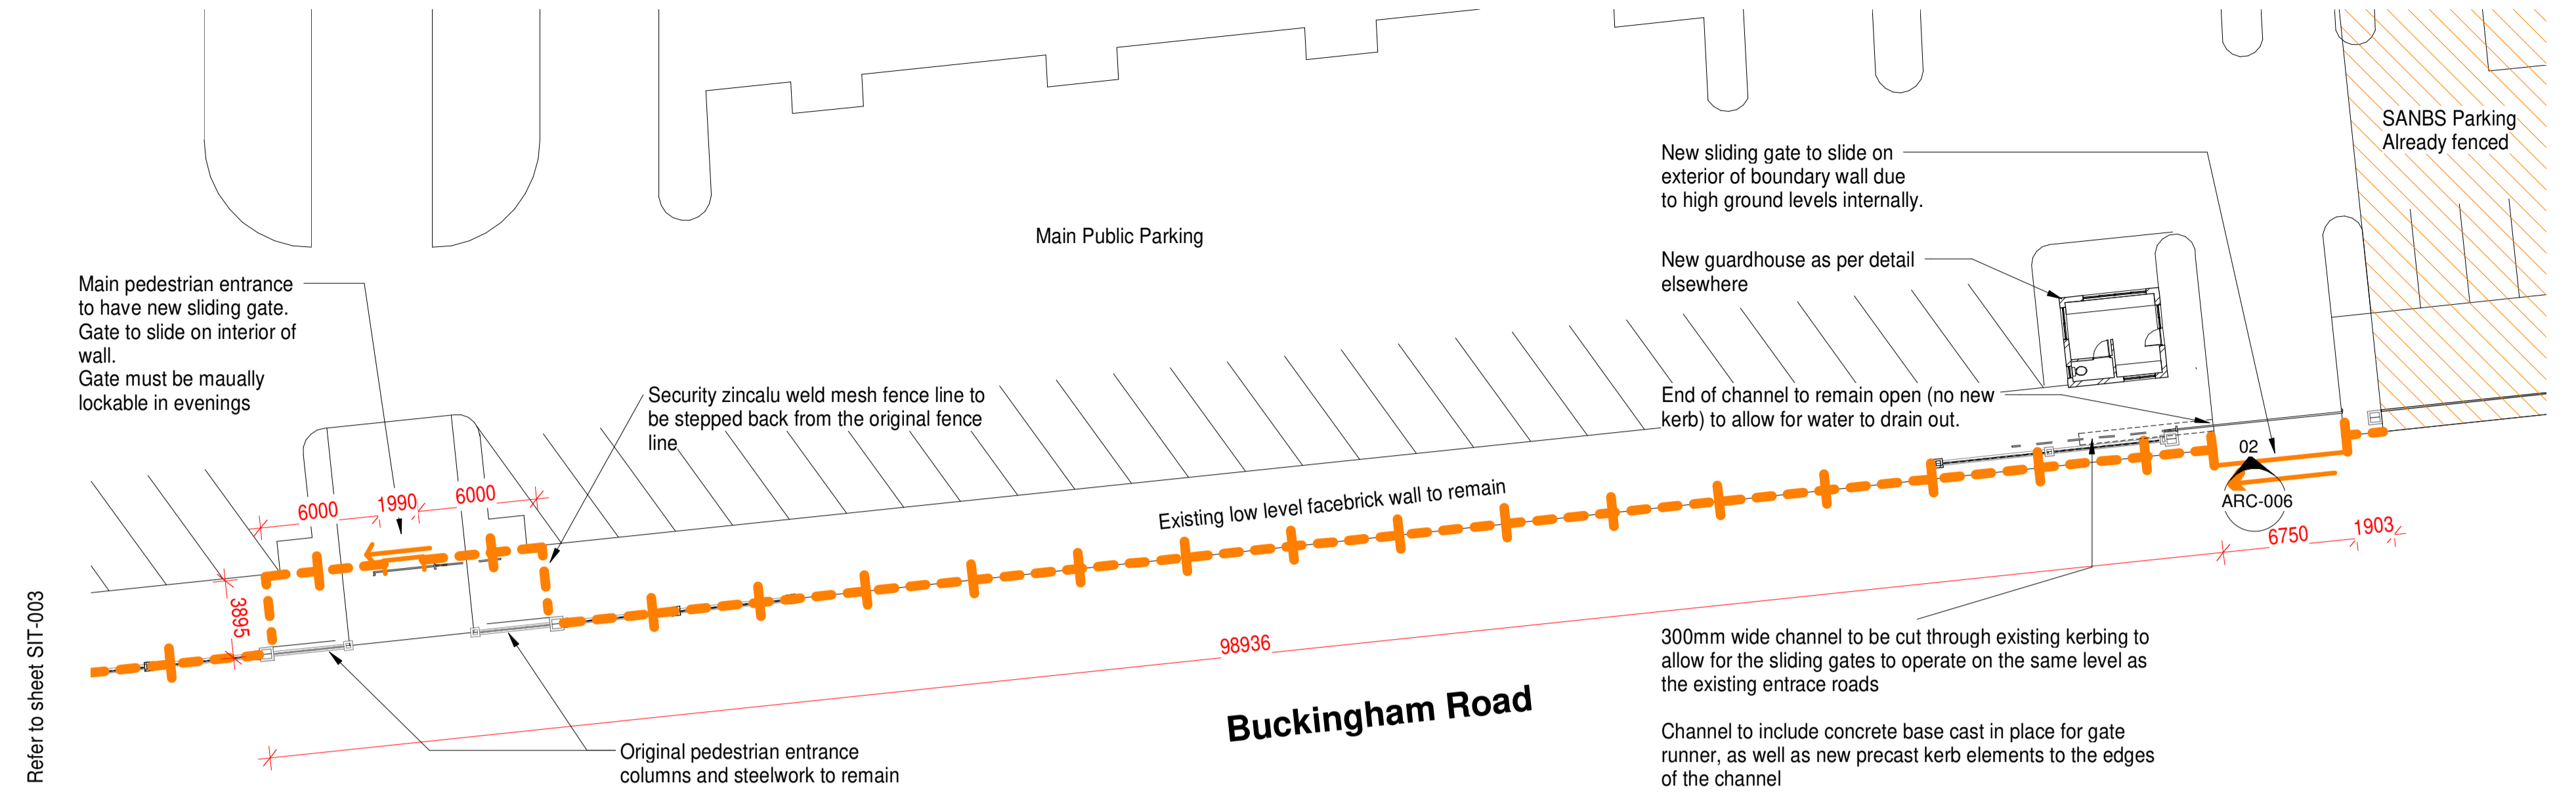 SANBS Parking
Already fenced
New sliding gate to slide on
exterior of boundary wall due
to high ground levels internally.
Main Public Parking
New guardhouse as per detail
elsewhere
Main pedestrian entrance
to have new sliding gate.
Gate to slide on interior of
wall.
Gate must be maually
lockable in evenings
Security zincalu weld mesh fence line to
be stepped back from the original fence
line
End of channel to remain open (no new
kerb) to allow for water to drain out.
02
ARC-006
6000
1990
6000
Existing low level facebrick wall to remain
6750
1903
3895
98936
Refer to sheet SIT-003
300mm wide channel to be cut through existing kerbing to
allow for the sliding gates to operate on the same level as
the existing entrace roads
Buckingham Road
Channel to include concrete base cast in place for gate
runner, as well as new precast kerb elements to the edges
of the channel
Original pedestrian entrance
columns and steelwork to remain